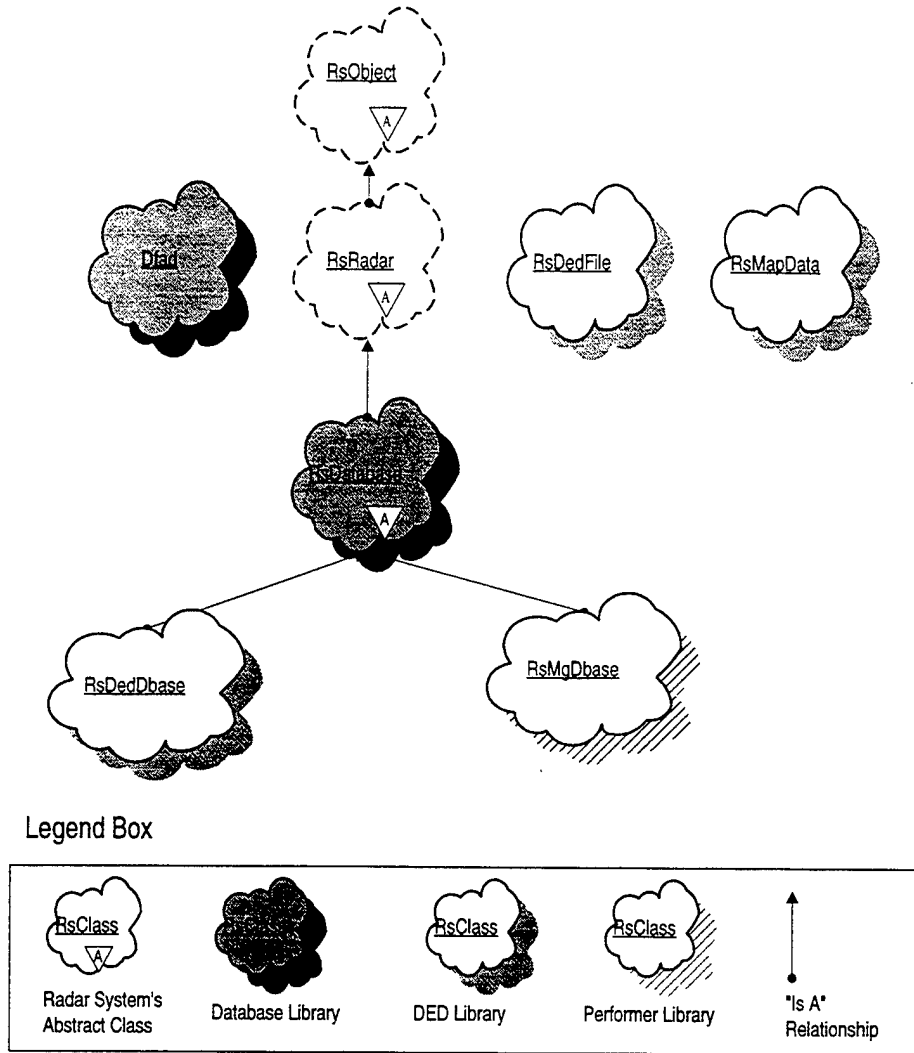 RsObject
A
Dfad
RsRadar
A
RsDedFile
RsMapData
RsDatabase
A
RsDedDbase
RsMgDbase
Legend Box
RsClass
A
RsClass
RsClass
Radar System's
Abstract Class
Database Library
DED Library
Performer Library
"Is A"
Relationship